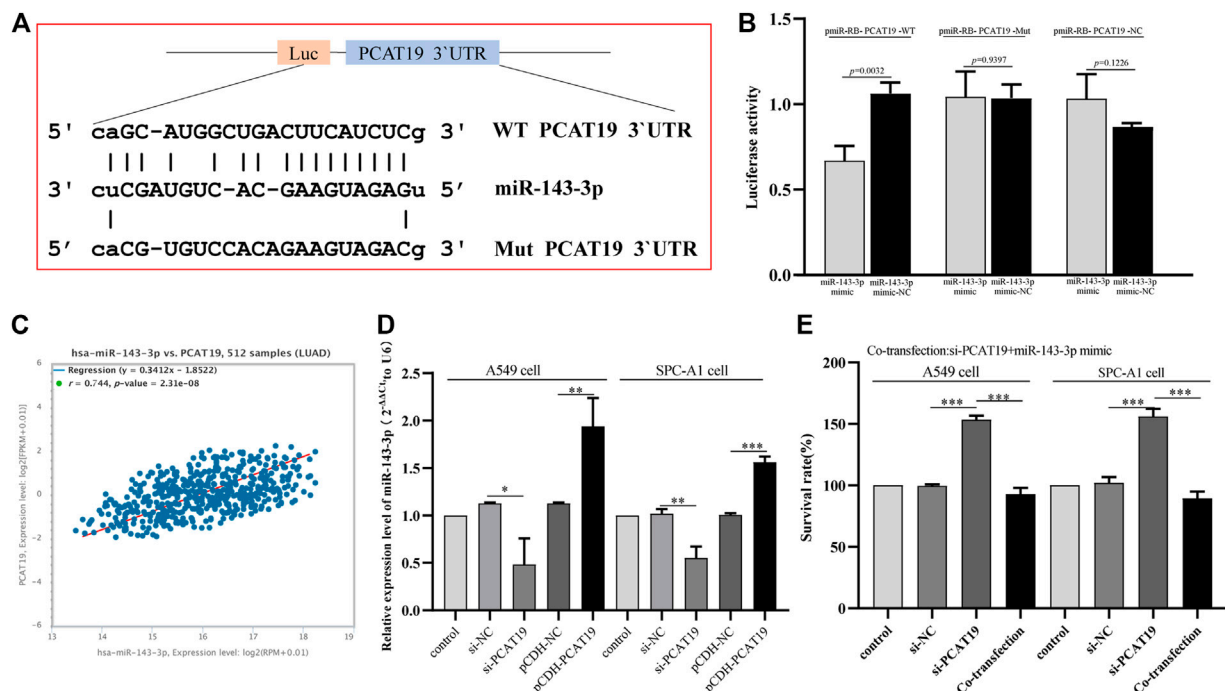 A
Luc
PCAT19 3`UTR
5' caGC-AUGGCUGACUUCAUCUCg 3' WT PCAT19 3`UTR
3' cuCGAUGUC-AC-GAAGUAGAGu 5' miR-143-3p
5' caCG-UGUCCACAGAAGUAGACg 3' Mut PCAT19 3`UTR
B
pmiR-RB- PCAT19 -WT
pmiR-RB- PCAT19 -Mut
pmiR-RB- PCAT19 -NC
p=0.0032
p=0.9397
p=0.1226
Luciferase activity
1.5
1.0
0.5
0.0
miR-143-3p mimic
miR-143-3p mimic-NC
miR-143-3p mimic
miR-143-3p mimic-NC
miR-143-3p mimic
miR-143-3p mimic-NC
C
hsa-miR-143-3p vs. PCAT19, 512 samples (LUAD)
Regression (y = 0.3412x - 1.8522)
r = 0.744, p-value = 2.31e-08
PCAT19, Expression level: log2[FPKM+0.01)]
6
4
2
0
-2
-4
-6
13 14 15 16 17 18 19
hsa-miR-143-3p, Expression level: log2(RPM+0.01)
D
Relative expression level of miR-143-3p ( 2-ΔΔCt to U6)
2.5
2.0
1.5
1.0
0.5
0.0
A549 cell
SPC-A1 cell
*
**
**
***
control
si-NC
si-PCAT19
pCDH-NC
pCDH-PCAT19
control
si-NC
si-PCAT19
pCDH-NC
pCDH-PCAT19
E
Co-transfection:si-PCAT19+miR-143-3p mimic
A549 cell
SPC-A1 cell
***
***
***
***
Survival rate(%)
200
150
100
50
0
control
si-NC
si-PCAT19
Co-transfection
control
si-NC
si-PCAT19
Co-transfection